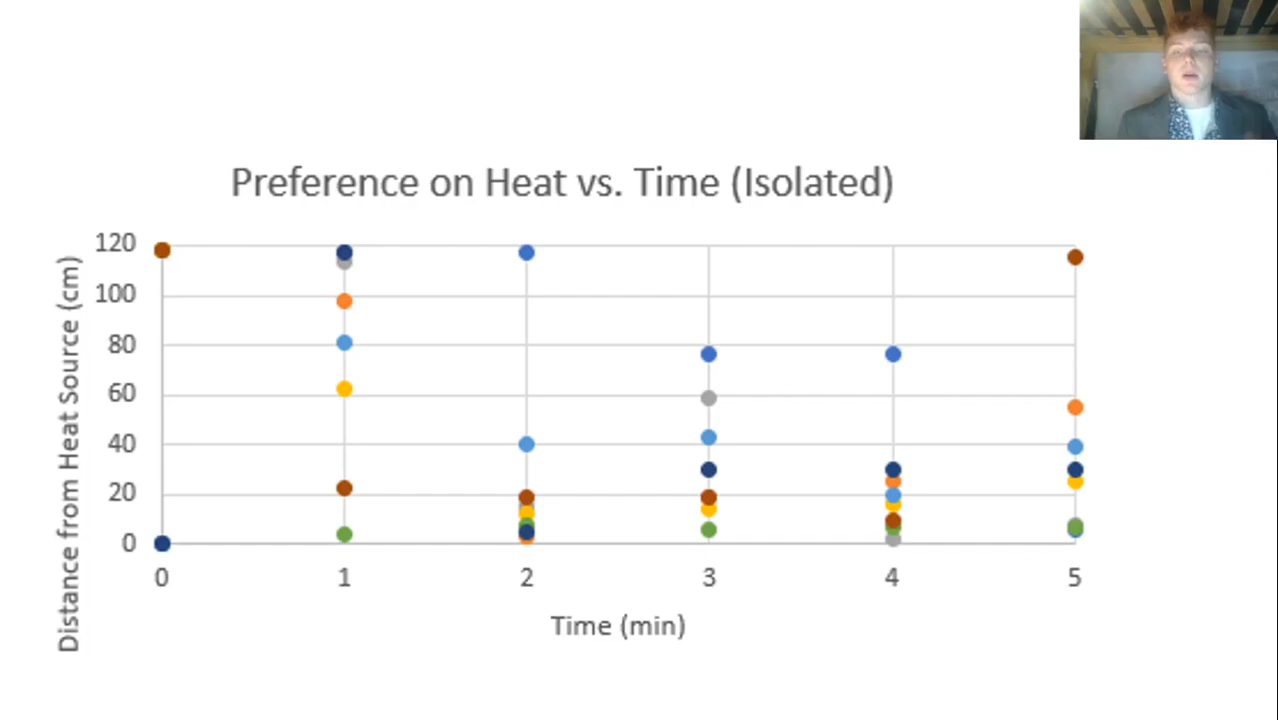 Preference on Heat vs. Time (Isolated)
Distance from Heat Source (cm)
120
100
80
60
40
20
0
0 1 2 3 4 5
Time (min)